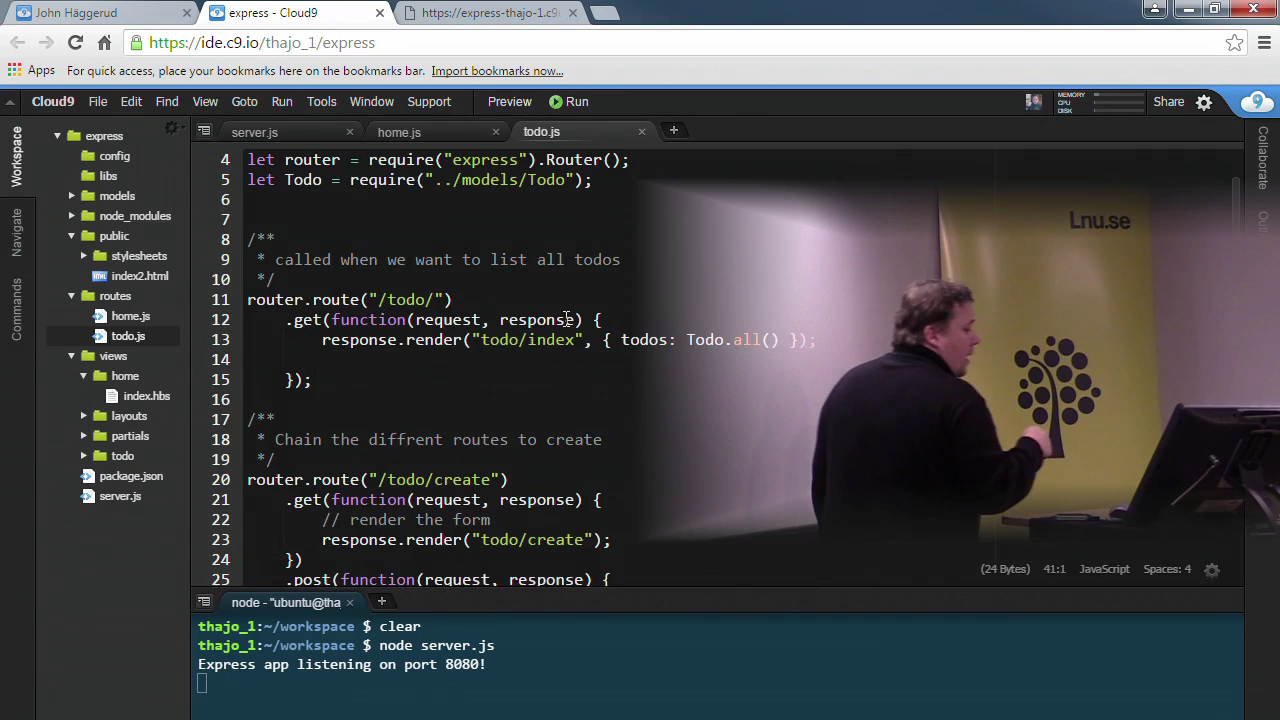 John Häggerud
express - Cloud9
https://express-thajo-1.c9
https://ide.c9.io/thajo_1/express
Apps
For quick access, place your bookmarks here on the bookmarks bar. Import bookmarks now...
Cloud9 File Edit Find View Goto Run Tools Window Support Preview Run
MEMORY
CPU
DISK
Share
Workspace
Navigate
Commands
express
config
libs
models
node_modules
public
stylesheets
index2.html
routes
home.js
todo.js
views
home
index.hbs
layouts
partials
todo
package.json
server.js
server.js home.js todo.js
4 let router = require("express").Router();
5 let Todo = require("../models/Todo");
6
7
8 /**
9 * called when we want to list all todos
10 */
11 router.route("/todo/")
12 .get(function(request, response) {
13 response.render("todo/index", { todos: Todo.all() });
14
15 });
16
17 /**
18 * Chain the diffrent routes to create
19 */
20 router.route("/todo/create")
21 .get(function(request, response) {
22 // render the form
23 response.render("todo/create");
24 })
25 .post(function(request, response) {
Lnu.se
(24 Bytes) 41:1 JavaScript Spaces: 4
Collaborate
node - "ubuntu@tha
thajo_1:~/workspace $ clear
thajo_1:~/workspace $ node server.js
Express app listening on port 8080!